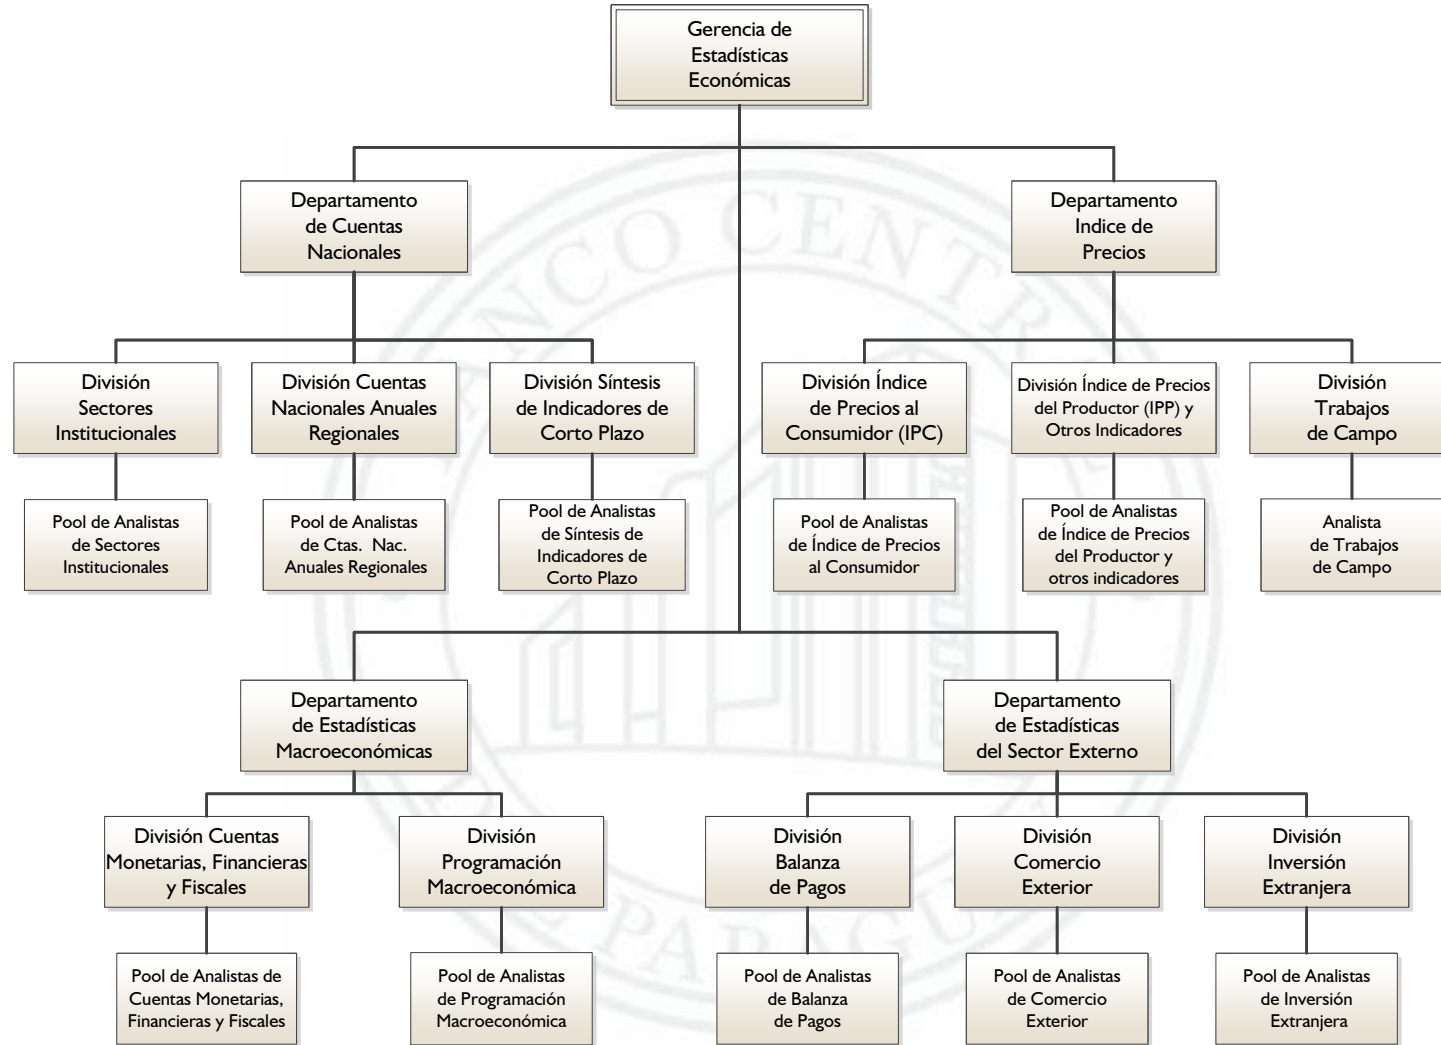 Gerencia de
Estadísticas
Económicas
Departamento
de Cuentas
Nacionales
Departamento
Indice de
Precios
División
Sectores
Institucionales
División Cuentas
Nacionales Anuales
Regionales
División Síntesis
de Indicadores de
Corto Plazo
División Índice
de Precios al
Consumidor (IPC)
División Índice de Precios
del Productor (IPP) y
Otros Indicadores
División
Trabajos
de Campo
Pool de Analistas
de Sectores
Institucionales
Pool de Analistas
de Ctas. Nac.
Anuales Regionales
Pool de Analistas
de Síntesis de
Indicadores de
Corto Plazo
Pool de Analistas
de Índice de Precios
al Consumidor
Pool de Analistas
de Índice de Precios
del Productor y
otros indicadores
Analista
de Trabajos
de Campo
Departamento
de Estadísticas
Macroeconómicas
Departamento
de Estadísticas
del Sector Externo
División Cuentas
Monetarias, Financieras
y Fiscales
División
Programación
Macroeconómica
División
Balanza
de Pagos
División
Comercio
Exterior
División
Inversión
Extranjera
Pool de Analistas de
Cuentas Monetarias,
Financieras y Fiscales
Pool de Analistas
de Programación
Macroeconómica
Pool de Analistas
de Balanza
de Pagos
Pool de Analistas
de Comercio
Exterior
Pool de Analistas
de Inversión
Extranjera